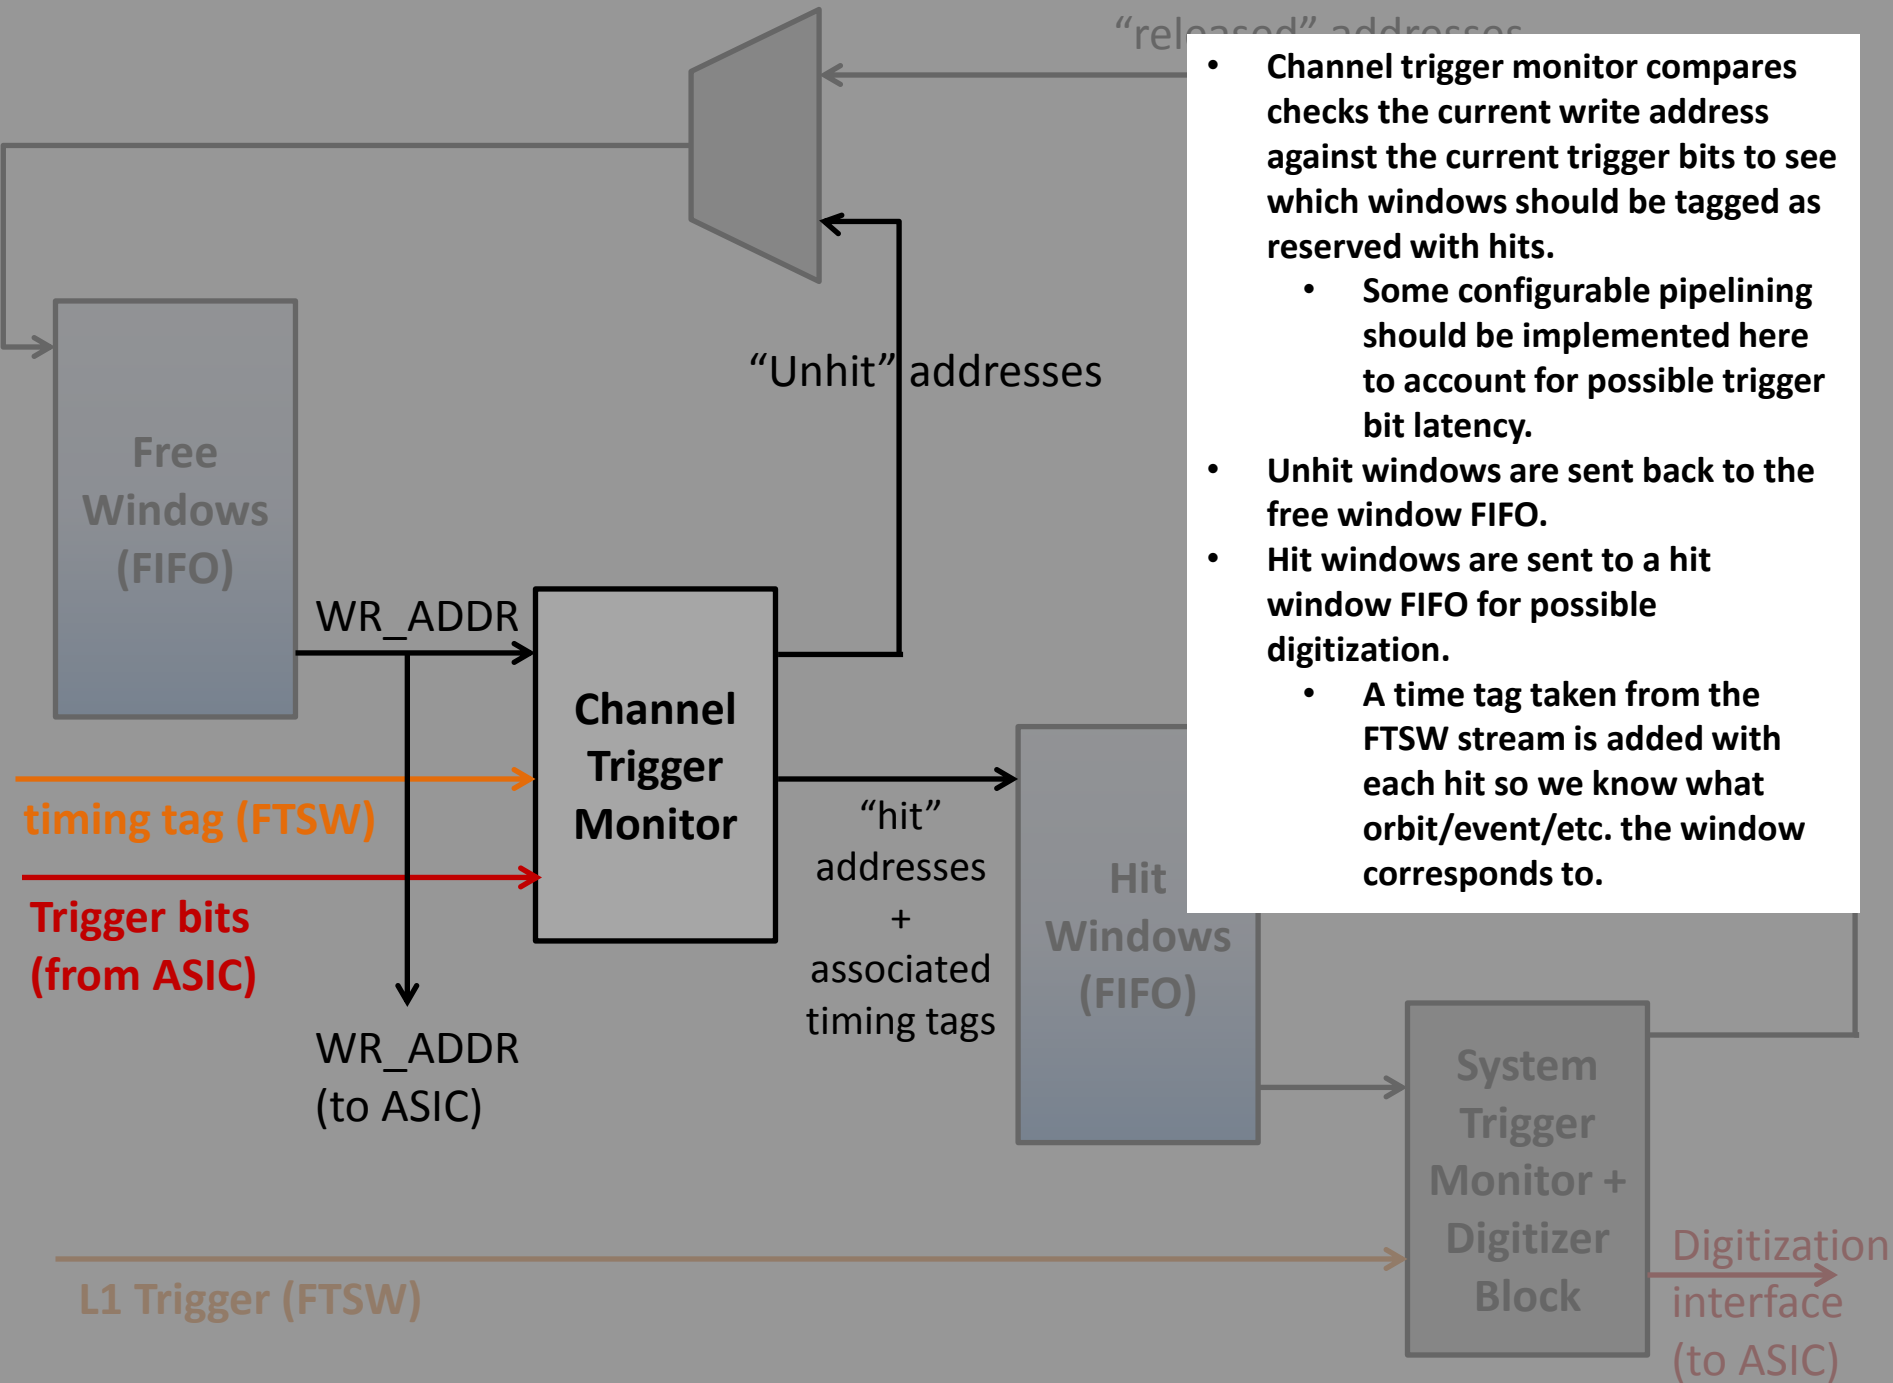 “released” addresses
• Channel trigger monitor compares
checks the current write address
against the current trigger bits to see
which windows should be tagged as
reserved with hits.
• Some configurable pipelining
should be implemented here
to account for possible trigger
bit latency.
• Unhit windows are sent back to the
free window FIFO.
• Hit windows are sent to a hit
window FIFO for possible
digitization.
• A time tag taken from the
FTSW stream is added with
each hit so we know what
orbit/event/etc. the window
corresponds to.
“Unhit” addresses
Free
Windows
(FIFO)
WR_ADDR
Channel
Trigger
Monitor
timing tag (FTSW)
Trigger bits
(from ASIC)
WR_ADDR
(to ASIC)
“hit”
addresses
+
associated
timing tags
Hit
Windows
(FIFO)
System
Trigger
Monitor +
Digitizer
Block
L1 Trigger (FTSW)
Digitization
interface
(to ASIC)